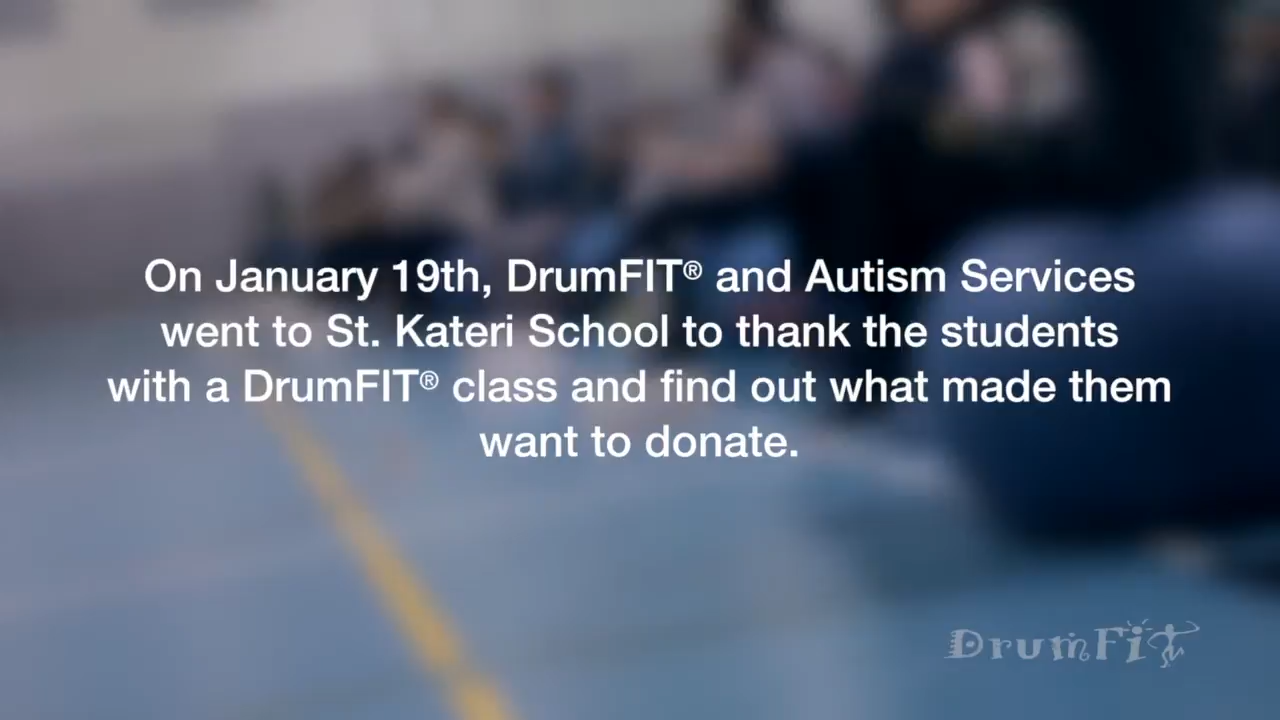 On January 19th, DrumFIT® and Autism Services
went to St. Kateri School to thank the students
with a DrumFIT® class and find out what made them
want to donate.
DrumFiT